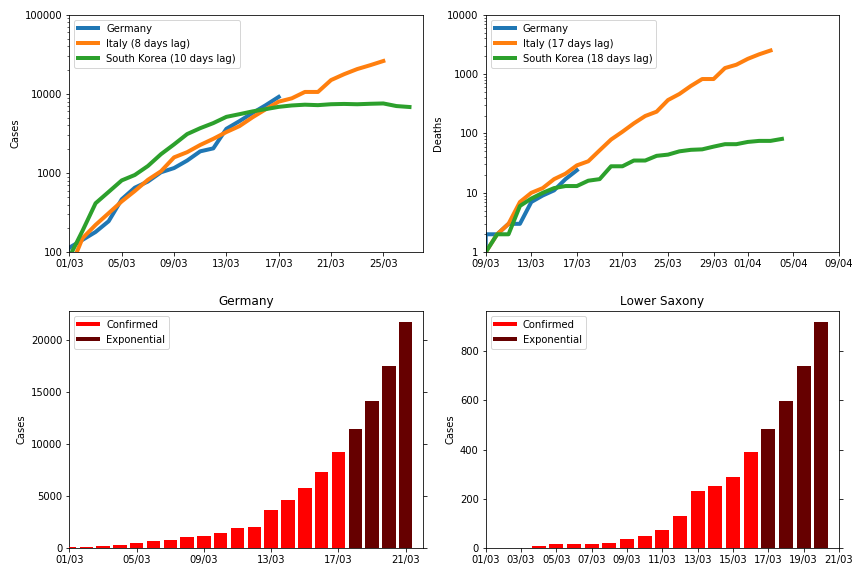 100000
10000
1000
100
Cases
01/03 05/03 09/03 13/03 17/03 21/03 25/03
Germany
Italy (8 days lag)
South Korea (10 days lag)
10000
1000
100
10
1
Deaths
09/03 13/03 17/03 21/03 25/03 29/03 01/04 05/04 09/04
Germany
Italy (17 days lag)
South Korea (18 days lag)
Germany
20000
15000
10000
5000
0
Cases
01/03 05/03 09/03 13/03 17/03 21/03
Confirmed
Exponential
Lower Saxony
800
600
400
200
0
Cases
01/03 03/03 05/03 07/03 09/03 11/03 13/03 15/03 17/03 19/03 21/03
Confirmed
Exponential